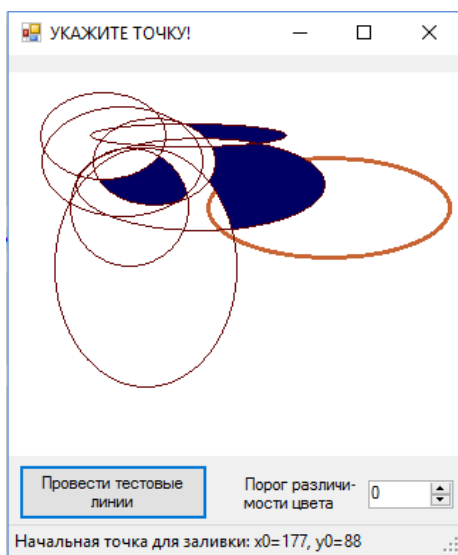 УКАЖИТЕ ТОЧКУ!
Провести тестовые
линии
Порог различи-
мости цвета
0
Начальная точка для заливки: x0=177, y0=88